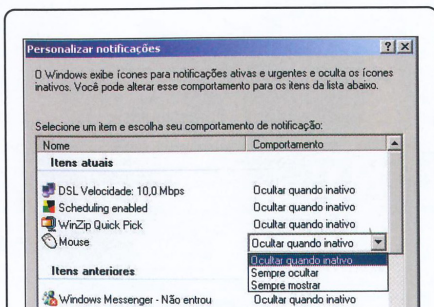 Personalizar notificações
O Windows exibe ícones para notificações ativas e urgentes e oculta os ícones
inativos. Você pode alterar esse comportamento para os itens da lista abaixo.
Selecione um item e escolha seu comportamento de notificação:
Nome Comportamento
Itens atuais
DSL Velocidade: 10,0 Mbps Ocultar quando inativo
Scheduling enabled Ocultar quando inativo
WinZip Quick Pick Ocultar quando inativo
Mouse Ocultar quando inativo
Ocultar quando inativo
Itens anteriores Sempre ocultar
Sempre mostrar
Windows Messenger - Não entrou Ocultar quando inativo